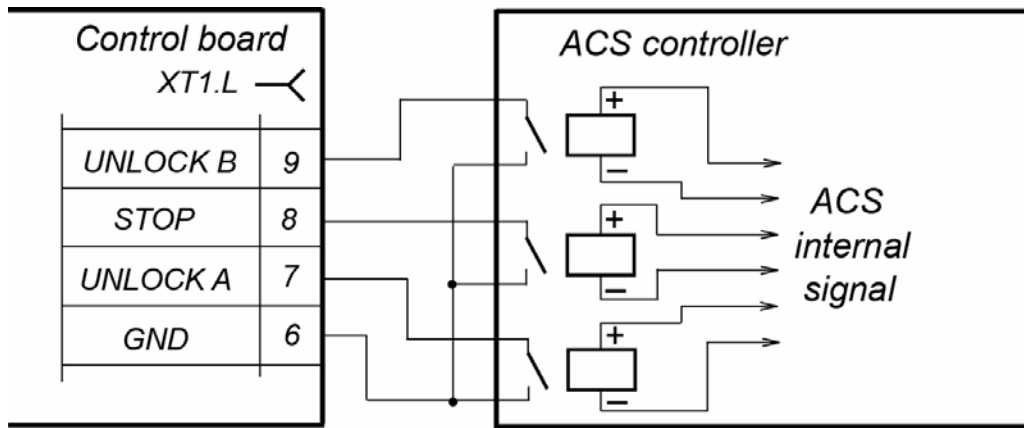 Control board
XT1.L
UNLOCK B 9
STOP 8
UNLOCK A 7
GND 6
ACS controller
+
−
+
−
+
−
ACS
internal
signal